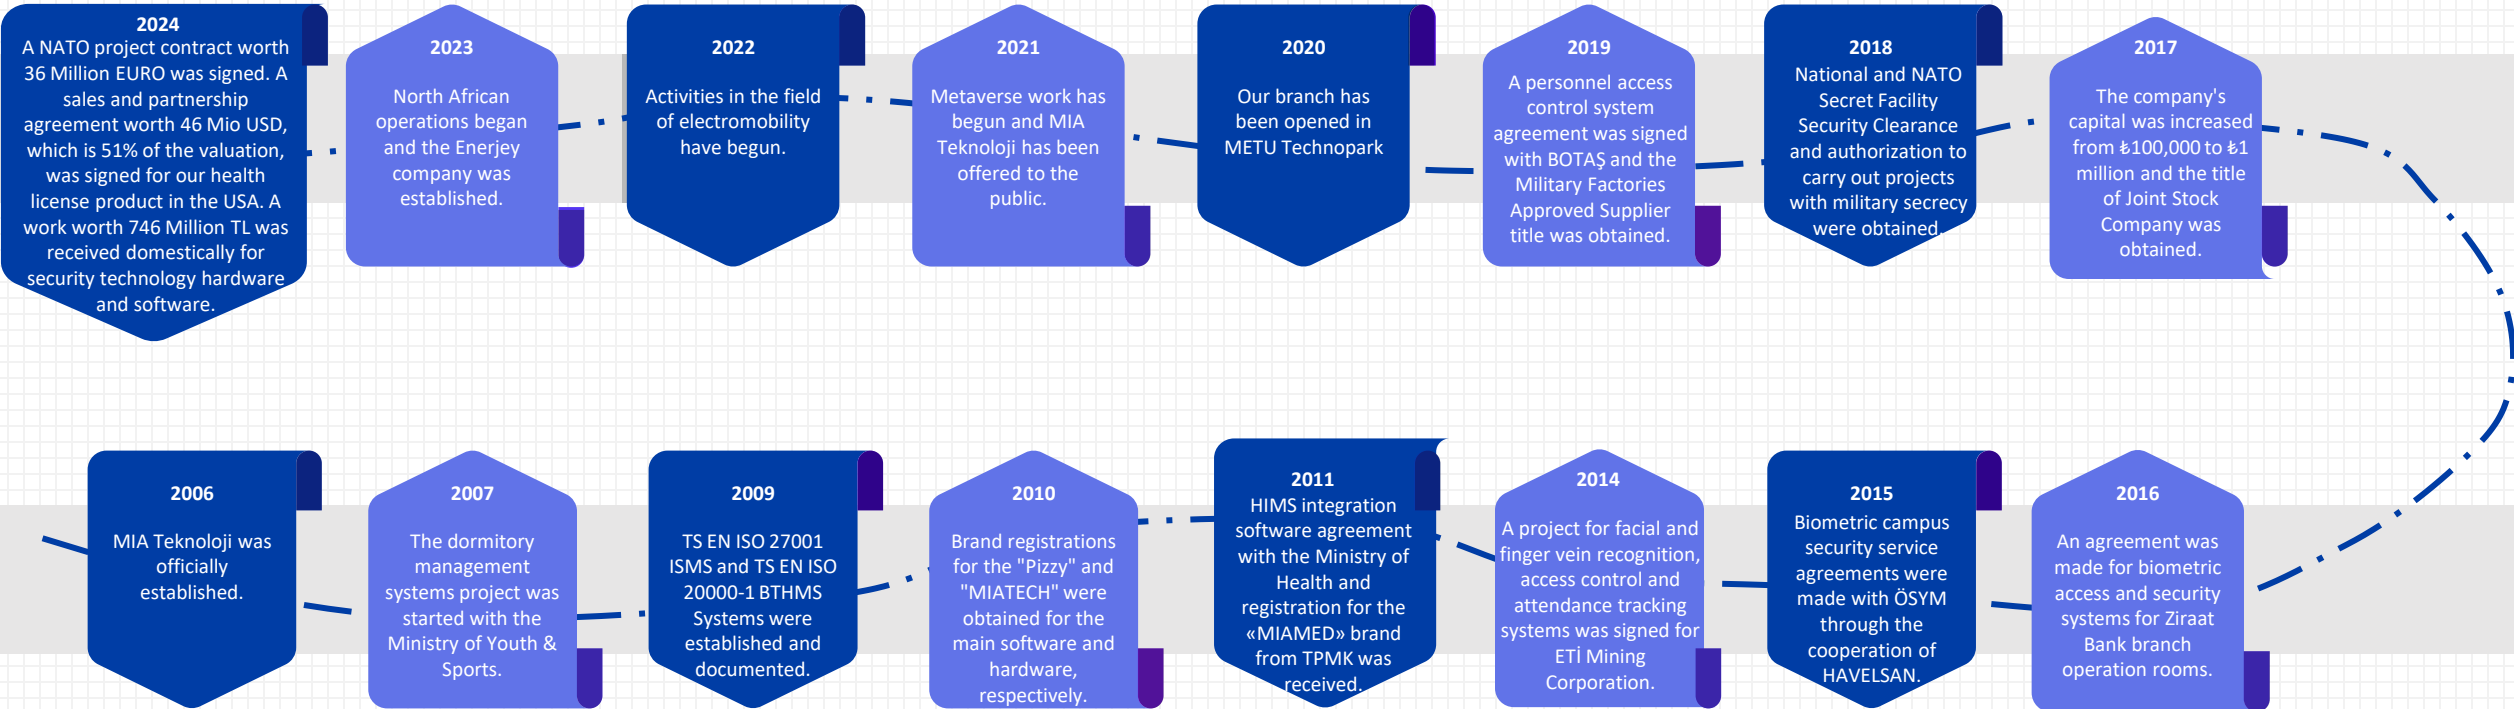 2024
A NATO project contract worth
36 Million EURO was signed. A
sales and partnership
agreement worth 46 Mio USD,
which is 51% of the valuation,
was signed for our health
license product in the USA. A
work worth 746 Million TL was
received domestically for
security technology hardware
and software.
2023
North African
operations began
and the Enerjey
company was
established.
2022
Activities in the field
of electromobility
have begun.
2021
Metaverse work has
begun and MIA
Teknoloji has been
offered to the
public.
2020
Our branch has
been opened in
METU Technopark
2019
A personnel access
control system
agreement was signed
with BOTAŞ and the
Military Factories
Approved Supplier
title was obtained.
2018
National and NATO
Secret Facility
Security Clearance
and authorization to
carry out projects
with military secrecy
were obtained.
2017
The company's
capital was increased
from ₺100,000 to ₺1
million and the title
of Joint Stock
Company was
obtained.
2006
MIA Teknoloji was
officially
established.
2007
The dormitory
management
systems project was
started with the
Ministry of Youth &
Sports.
2009
TS EN ISO 27001
ISMS and TS EN ISO
20000-1 BTHMS
Systems were
established and
documented.
2010
Brand registrations
for the "Pizzy" and
"MIATECH" were
obtained for the
main software and
hardware,
respectively.
2011
HIMS integration
software agreement
with the Ministry of
Health and
registration for the
«MIAMED» brand
from TPMK was
received.
2014
A project for facial and
finger vein recognition,
access control and
attendance tracking
systems was signed for
ETİ Mining
Corporation.
2015
Biometric campus
security service
agreements were
made with ÖSYM
through the
cooperation of
HAVELSAN.
2016
An agreement was
made for biometric
access and security
systems for Ziraat
Bank branch
operation rooms.